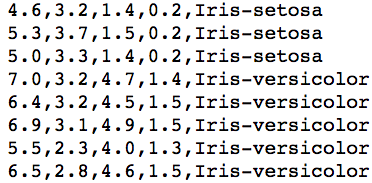 4.6,3.2,1.4,0.2,Iris-setosa
5.3,3.7,1.5,0.2,Iris-setosa
5.0,3.3,1.4,0.2,Iris-setosa
7.0,3.2,4.7,1.4,Iris-versicolor
6.4,3.2,4.5,1.5,Iris-versicolor
6.9,3.1,4.9,1.5,Iris-versicolor
5.5,2.3,4.0,1.3,Iris-versicolor
6.5,2.8,4.6,1.5,Iris-versicolor